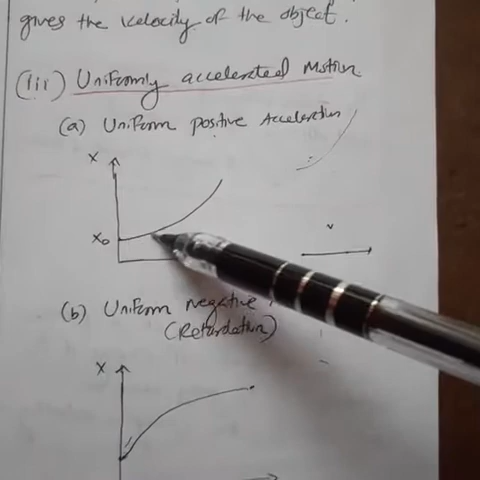 gives the velocity of the object.
(iii) Uniformly accelerated Motion
(a) Uniform positive Acceleration
X
X0
v
(b) Uniform negative
(Retardation)
X